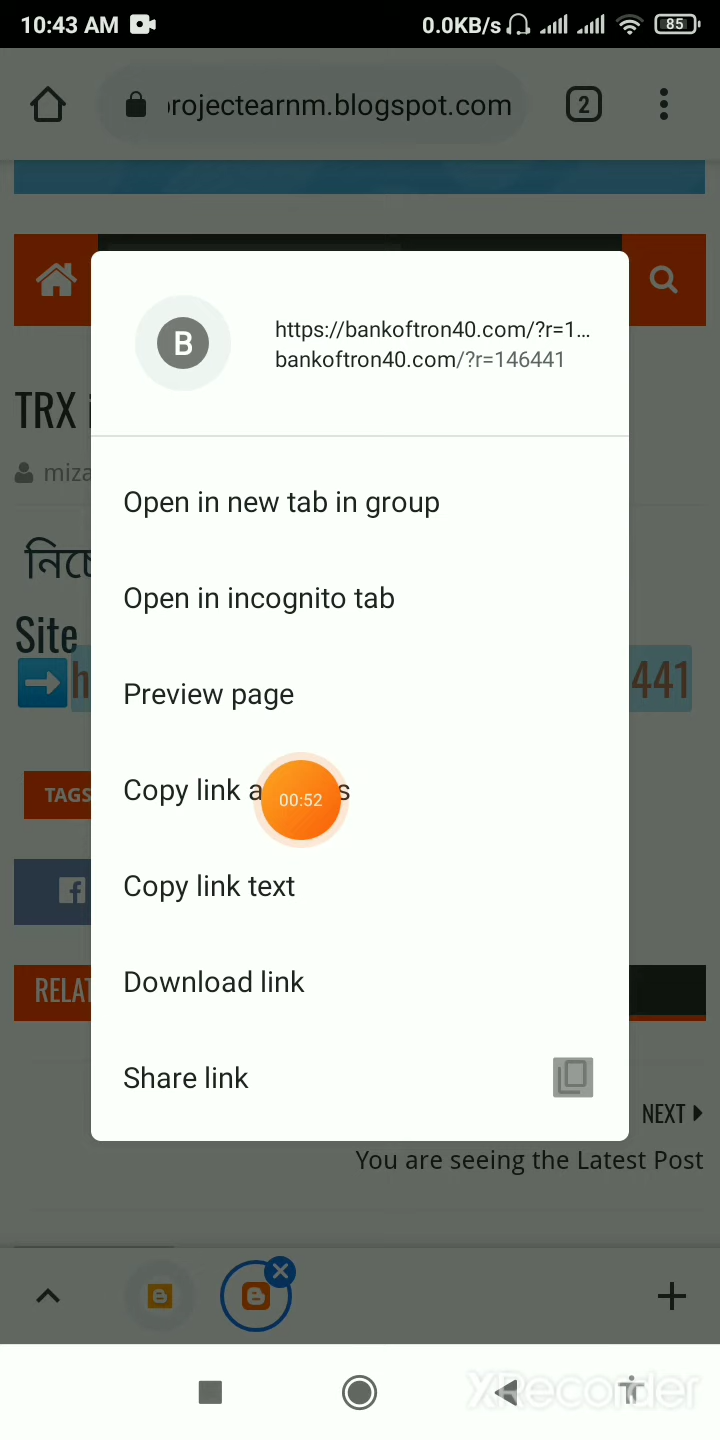 10:43 AM
0.0KB/s
85
rojectearnm.blogspot.com
2
B
https://bankoftron40.com/?r=1...
bankoftron40.com/?r=146441
TRX
Open in new tab in group
Open in incognito tab
Site
Preview page
441
Copy link
00:52
TAGS
Copy link text
Download link
Share link
NEXT
You are seeing the Latest Post
XRecorder